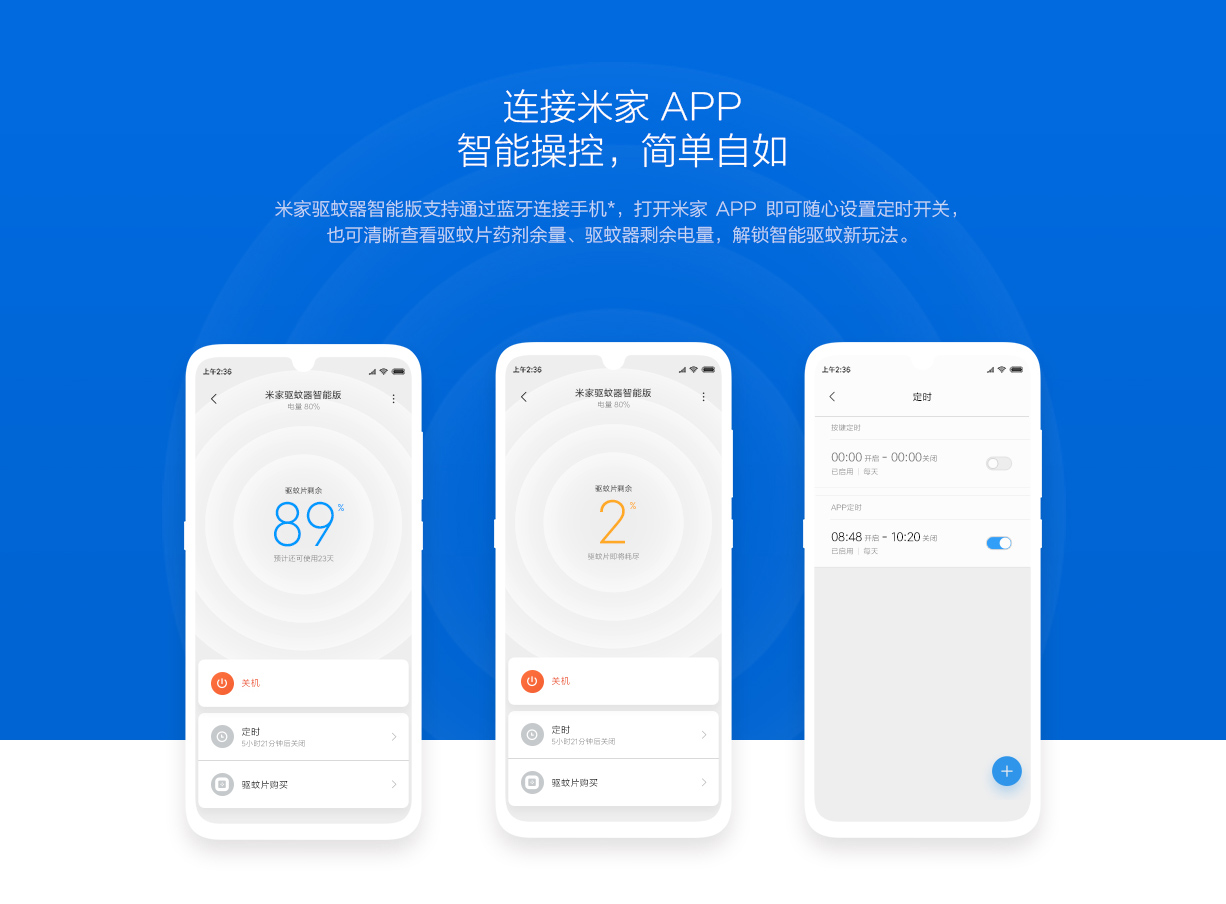 连接米家 APP
智能操控，简单自如
米家驱蚊器智能版支持通过蓝牙连接手机*，打开米家 APP 即可随心设置定时开关，
也可清晰查看驱蚊片药剂余量、驱蚊器剩余电量，解锁智能驱蚊新玩法。
上午2:36
米家驱蚊器智能版
电量 80%
驱蚊片剩余
89%
预计还可使用23天
关机
定时
5小时21分钟后关闭
驱蚊片购买
上午2:36
米家驱蚊器智能版
电量 80%
驱蚊片剩余
2%
驱蚊片即将耗尽
关机
定时
5小时21分钟后关闭
驱蚊片购买
上午2:36
定时
按键定时
00:00 开启 - 00:00 关闭
已启用 | 每天
APP定时
08:48 开启 - 10:20 关闭
已启用 | 每天